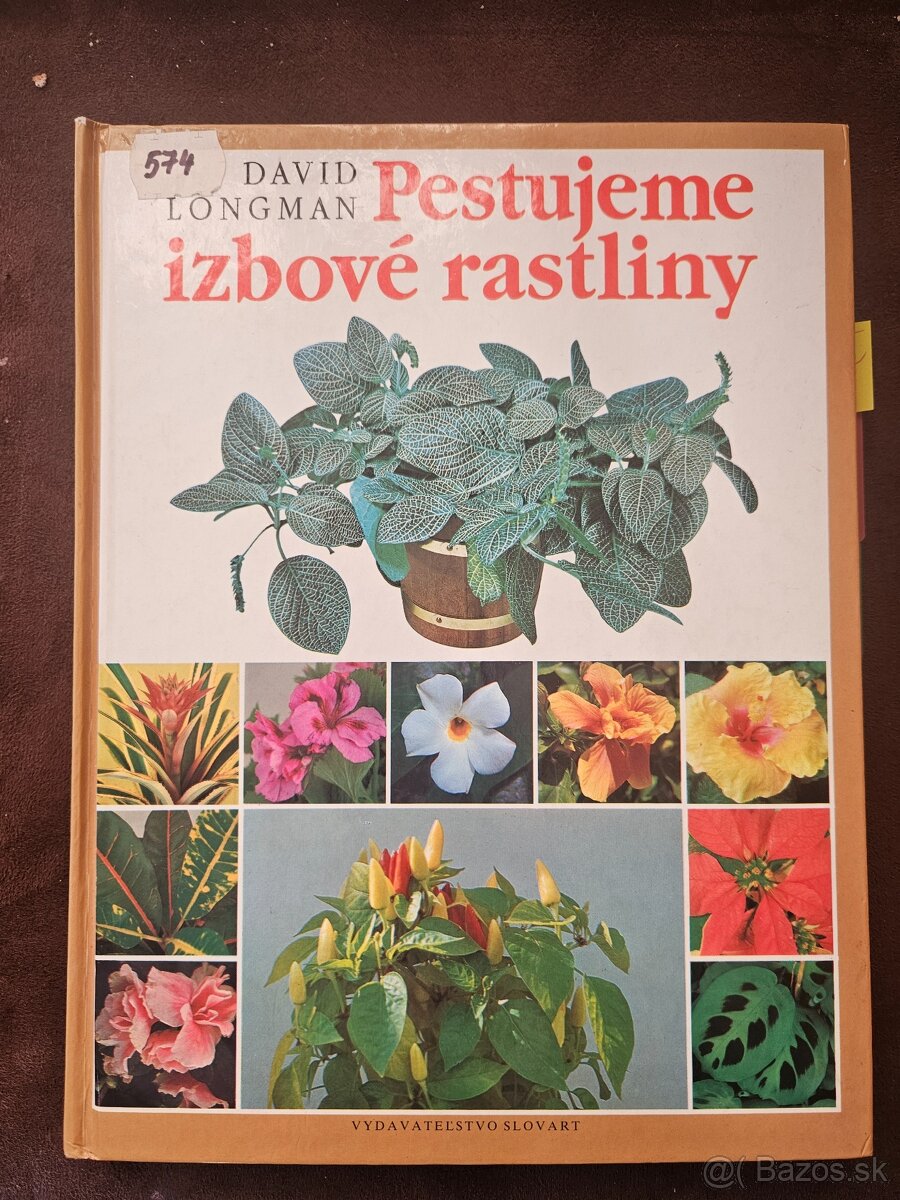 574
DAVID
LONGMAN
Pestujeme
izbové rastliny
VYDAVATEĽSTVO SLOVART
@( Bazos.sk